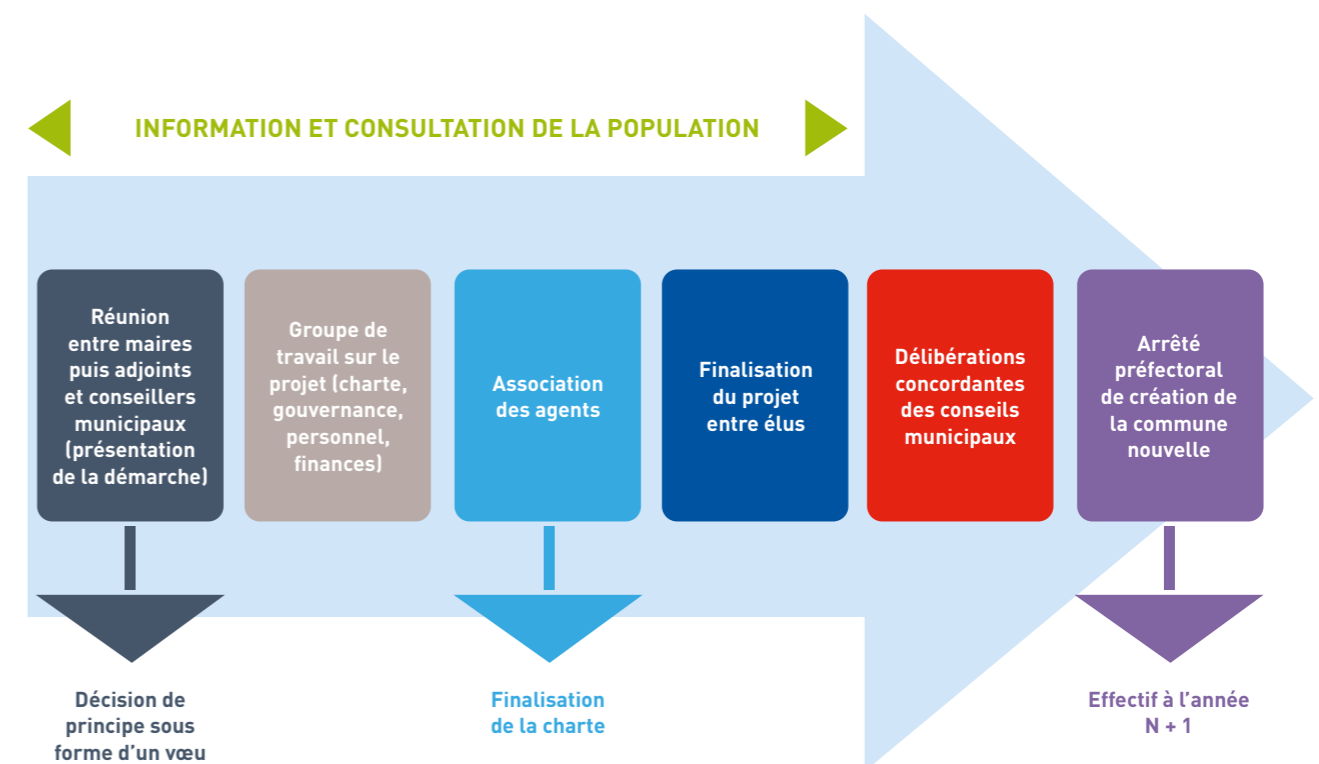 INFORMATION ET CONSULTATION DE LA POPULATION
Réunion
entre maires
puis adjoints
et conseillers
municipaux
(présentation
de la démarche)
Groupe de
travail sur le
projet (charte,
gouvernance,
personnel,
finances)
Association
des agents
Finalisation
du projet
entre élus
Délibérations
concordantes
des conseils
municipaux
Arrêté
préfectoral
de création de
la commune
nouvelle
Décision de
principe sous
forme d’un vœu
Finalisation
de la charte
Effectif à l’année
N + 1